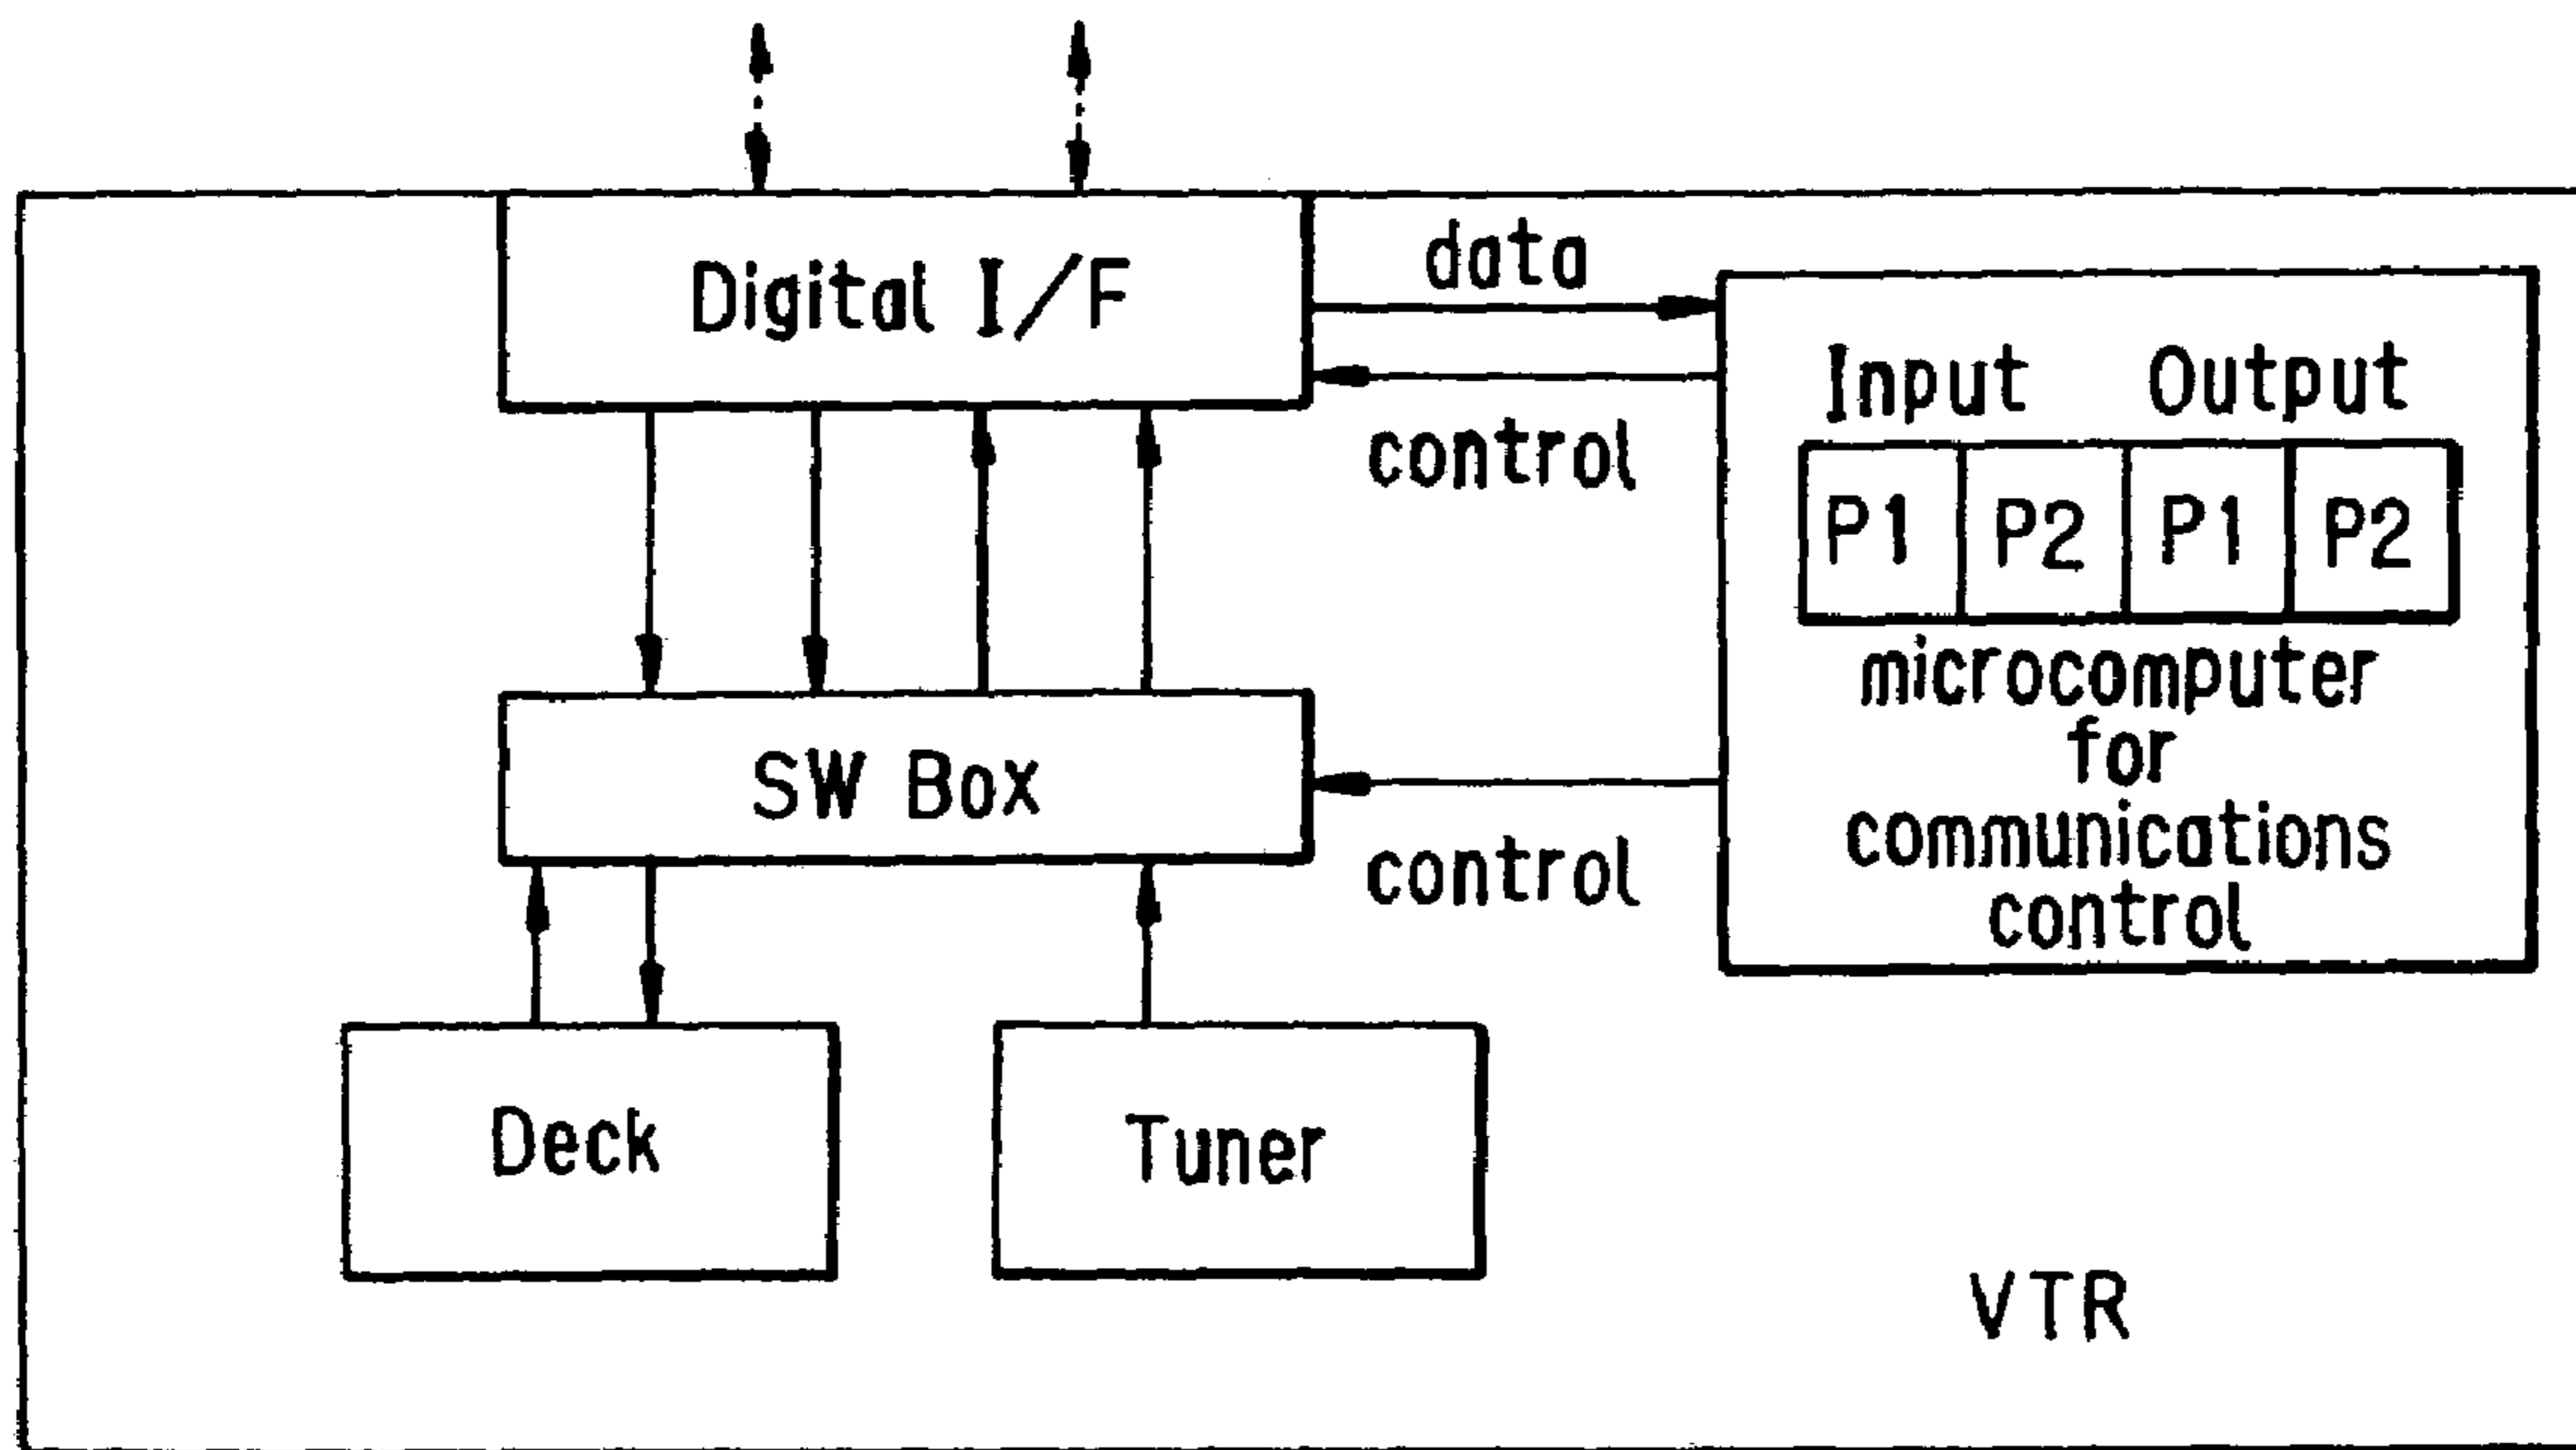 Digital I/F
data
control
Input Output
P1 P2 P1 P2
microcomputer
for
communications
control
SW Box
control
Deck
Tuner
VTR